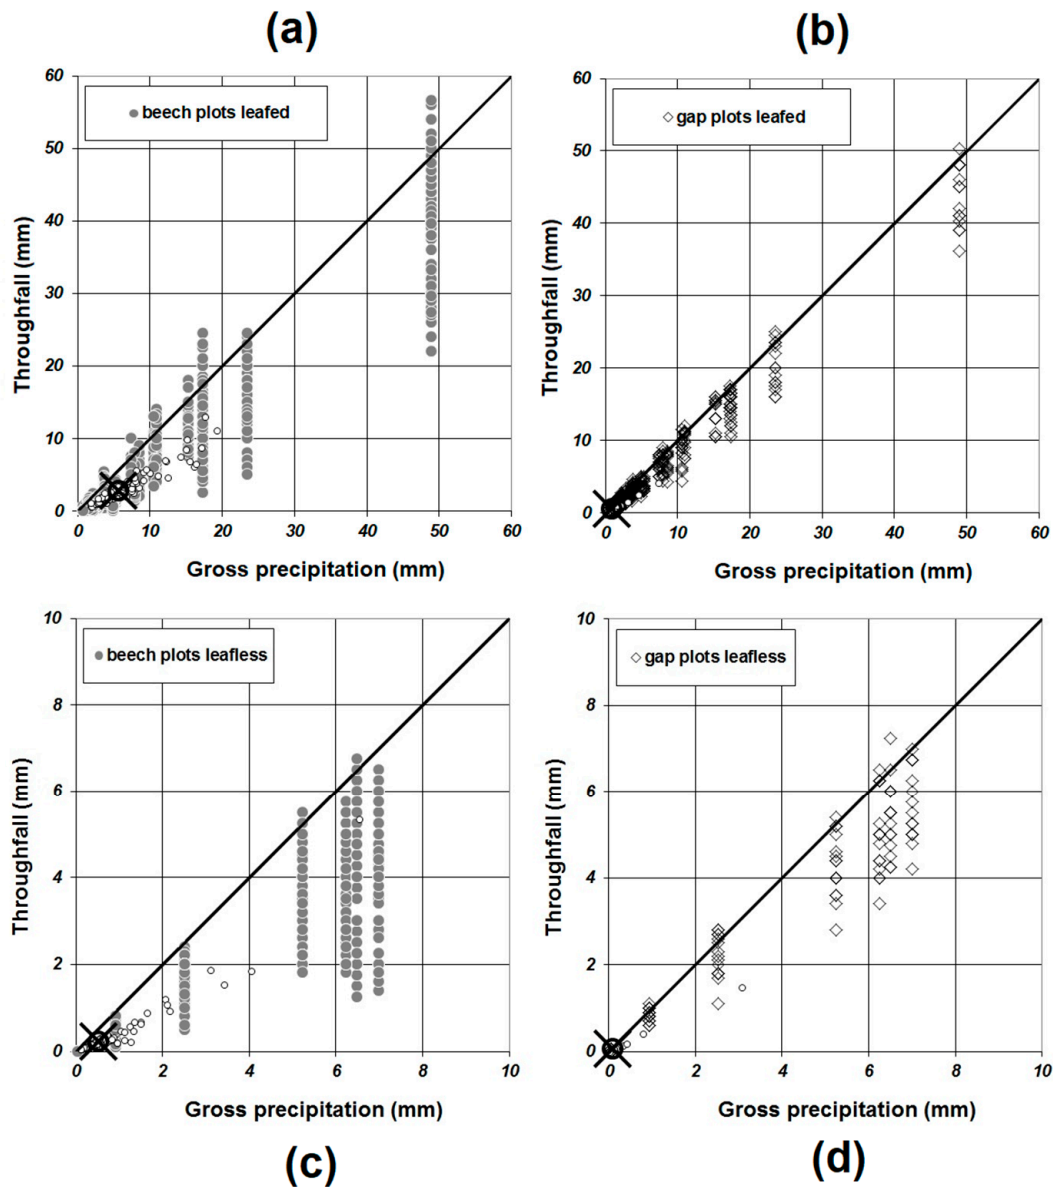 (a)
(b)
60
50
40
30
20
10
0
Throughfall (mm)
beech plots leafed
0 10 20 30 40 50 60
Gross precipitation (mm)
60
50
40
30
20
10
0
Throughfall (mm)
gap plots leafed
0 10 20 30 40 50 60
Gross precipitation (mm)
10
8
6
4
2
0
Throughfall (mm)
beech plots leafless
0 2 4 6 8 10
Gross precipitation (mm)
10
8
6
4
2
0
Throughfall (mm)
gap plots leafless
0 2 4 6 8 10
Gross precipitation (mm)
(c)
(d)